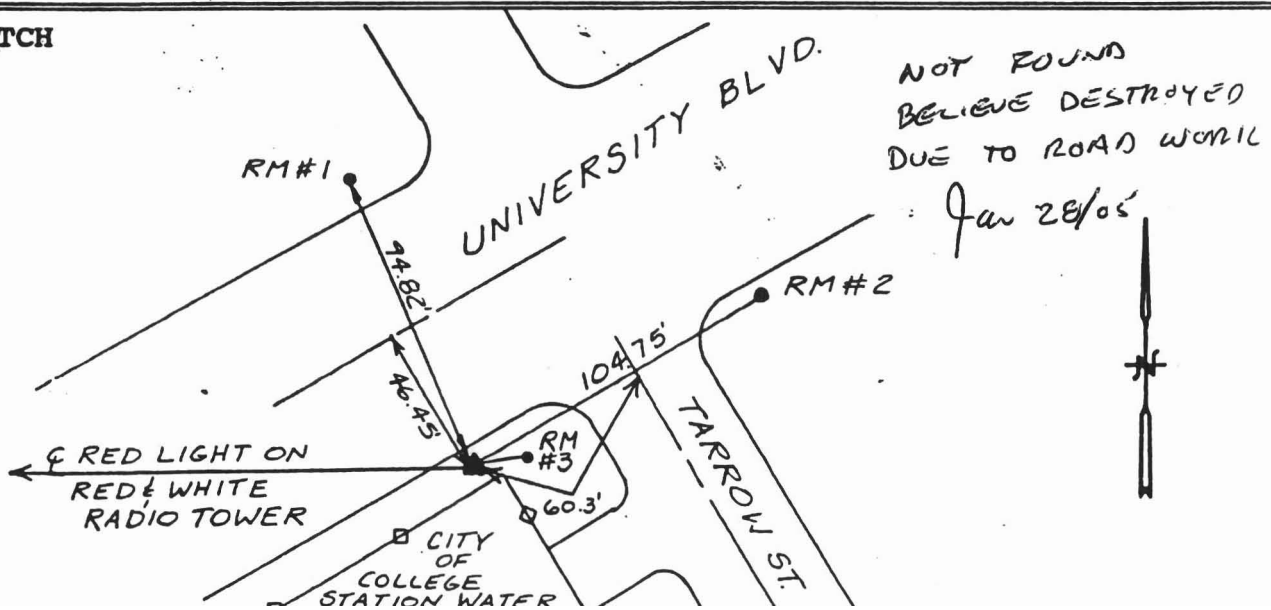 TCH
NOT FOUND
BELIEVE DESTROYED
DUE TO ROAD WORK
Jan 28/05
UNIVERSITY BLVD.
RM#1
94.82'
RM#2
104.75'
46.45'
N
TARROW ST.
RM
#3
℄ RED LIGHT ON
RED & WHITE
RADIO TOWER
60.3'
CITY
OF
COLLEGE
STATION WATER